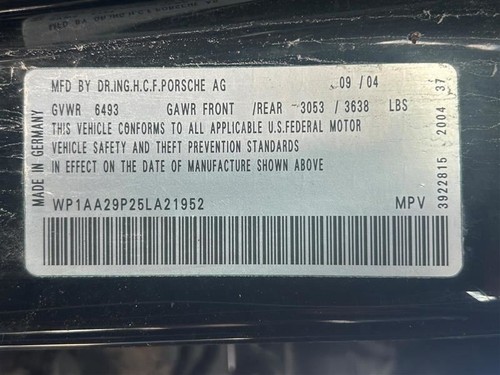 MFD BY DR.ING.H.C.F.PORSCHE AG 09 / 04
GVWR 6493 GAWR FRONT /REAR - 3053 / 3638 LBS
THIS VEHICLE CONFORMS TO ALL APPLICABLE U.S.FEDERAL MOTOR
VEHICLE SAFETY AND THEFT PREVENTION STANDARDS
IN EFFECT ON THE DATE OF MANUFACTURE SHOWN ABOVE
WP1AA29P25LA21952 MPV
MADE IN GERMANY
3922815 2004 37